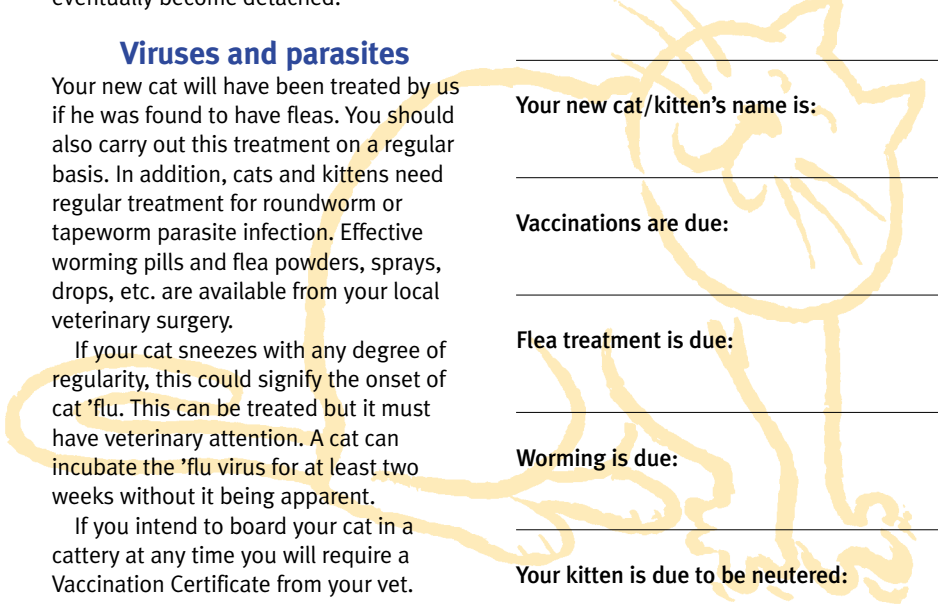 eventually become detached.
Viruses and parasites
Your new cat will have been treated by us
if he was found to have fleas. You should
also carry out this treatment on a regular
basis. In addition, cats and kittens need
regular treatment for roundworm or
tapeworm parasite infection. Effective
worming pills and flea powders, sprays,
drops, etc. are available from your local
veterinary surgery.
If your cat sneezes with any degree of
regularity, this could signify the onset of
cat ’flu. This can be treated but it must
have veterinary attention. A cat can
incubate the ’flu virus for at least two
weeks without it being apparent.
If you intend to board your cat in a
cattery at any time you will require a
Vaccination Certificate from your vet.
Your new cat/kitten’s name is:
Vaccinations are due:
Flea treatment is due:
Worming is due:
Your kitten is due to be neutered: